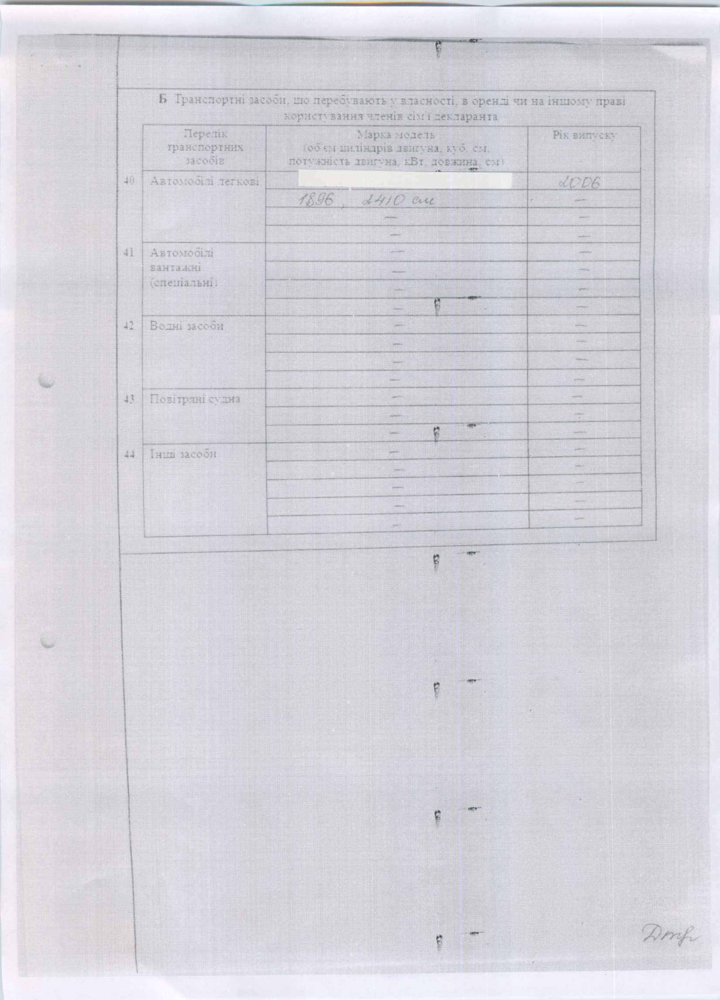 Б Транспортні засоби, що перебувають у власності, в оренді чи на іншому праві
користування членів сім'ї декларанта
Перелік
транспортних
засобів
Марка модель
(об'єм циліндрів двигуна, куб. см,
потужність двигуна, кВт, довжина, см)
Рік випуску
40. Автомобілі легкові
2006
1896, 2410 см —
— —
— —
41. Автомобілі
вантажні
(спеціальні)
— —
— —
— —
— —
42. Водні засоби — —
— —
— —
— —
43. Повітряні судна — —
— —
— —
44. Інші засоби — —
— —
— —
— —
— —